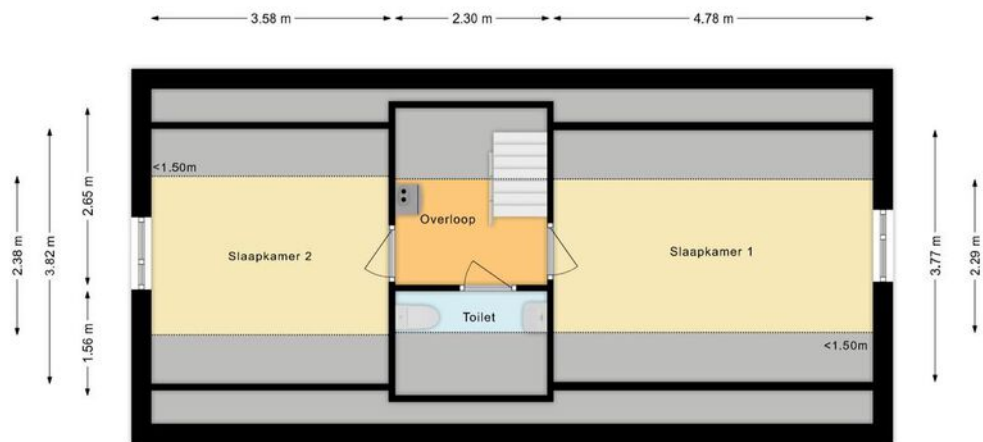 3.58 m
2.30 m
4.78 m
<1.50m
Overloop
Slaapkamer 2
Slaapkamer 1
Toilet
<1.50m
2.38 m
3.82 m
2.65 m
1.56 m
3.77 m
2.29 m